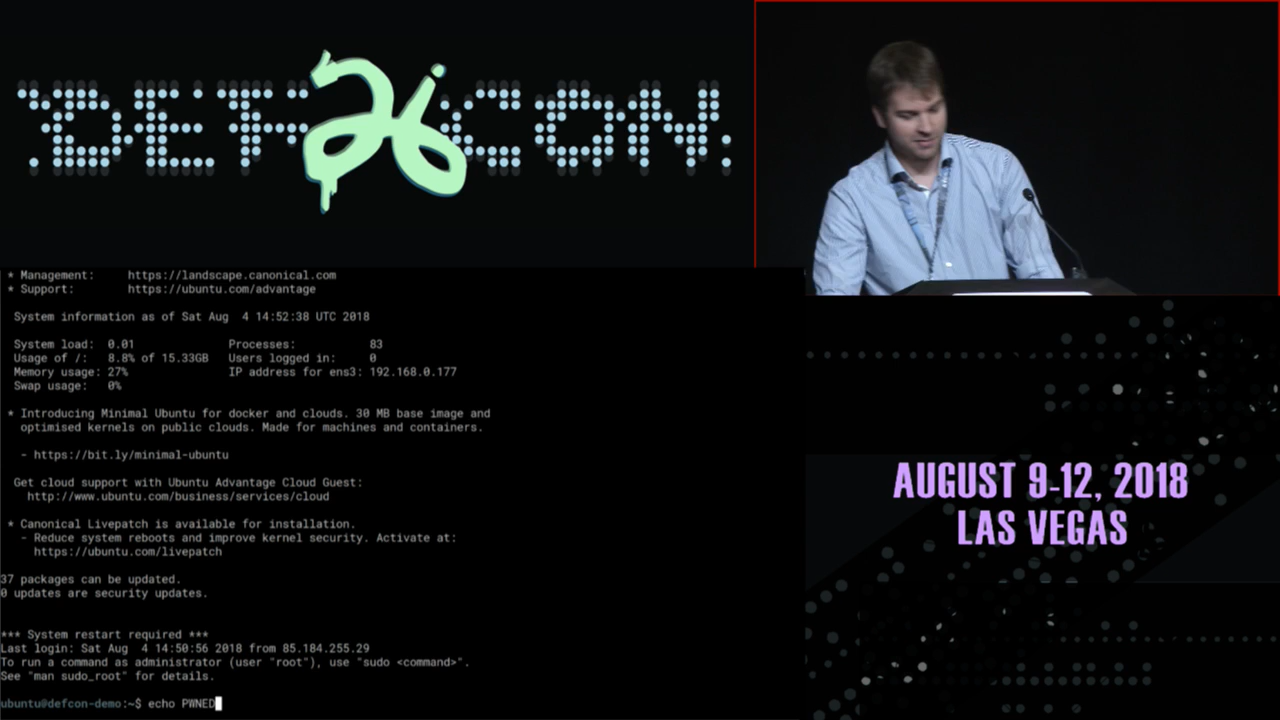 DEF 26 CON
* Management:     https://landscape.canonical.com
* Support:        https://ubuntu.com/advantage
System information as of Sat Aug  4 14:52:38 UTC 2018
System load:  0.01              Processes:           83
Usage of /:   8.8% of 15.33GB   Users logged in:     0
Memory usage: 27%               IP address for ens3: 192.168.0.177
Swap usage:   0%
* Introducing Minimal Ubuntu for docker and clouds. 30 MB base image and
optimised kernels on public clouds. Made for machines and containers.
- https://bit.ly/minimal-ubuntu
Get cloud support with Ubuntu Advantage Cloud Guest:
http://www.ubuntu.com/business/services/cloud
* Canonical Livepatch is available for installation.
- Reduce system reboots and improve kernel security. Activate at:
https://ubuntu.com/livepatch
37 packages can be updated.
0 updates are security updates.
*** System restart required ***
Last login: Sat Aug  4 14:50:56 2018 from 85.184.255.29
To run a command as administrator (user "root"), use "sudo <command>".
See "man sudo_root" for details.
ubuntu@defcon-demo:~$ echo PWNED
AUGUST 9-12, 2018
LAS VEGAS